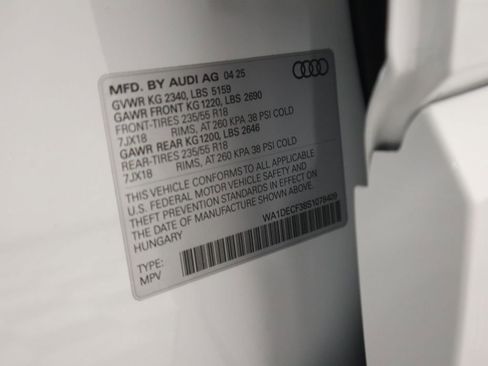 MFD. BY AUDI AG 04 25
GVWR KG 2340, LBS 5159
GAWR FRONT KG 1220, LBS 2690
FRONT-TIRES 235/55 R18
7JX18 RIMS, AT 260 KPA 38 PSI COLD
GAWR REAR KG 1200, LBS 2646
REAR-TIRES 235/55 R18
7JX18 RIMS, AT 260 KPA 38 PSI COLD
THIS VEHICLE CONFORMS TO ALL APPLICABLE
U.S. FEDERAL MOTOR VEHICLE SAFETY AND
THEFT PREVENTION STANDARDS IN EFFECT ON
THE DATE OF MANUFACTURE SHOWN ABOVE.
HUNGARY
TYPE:
MPV